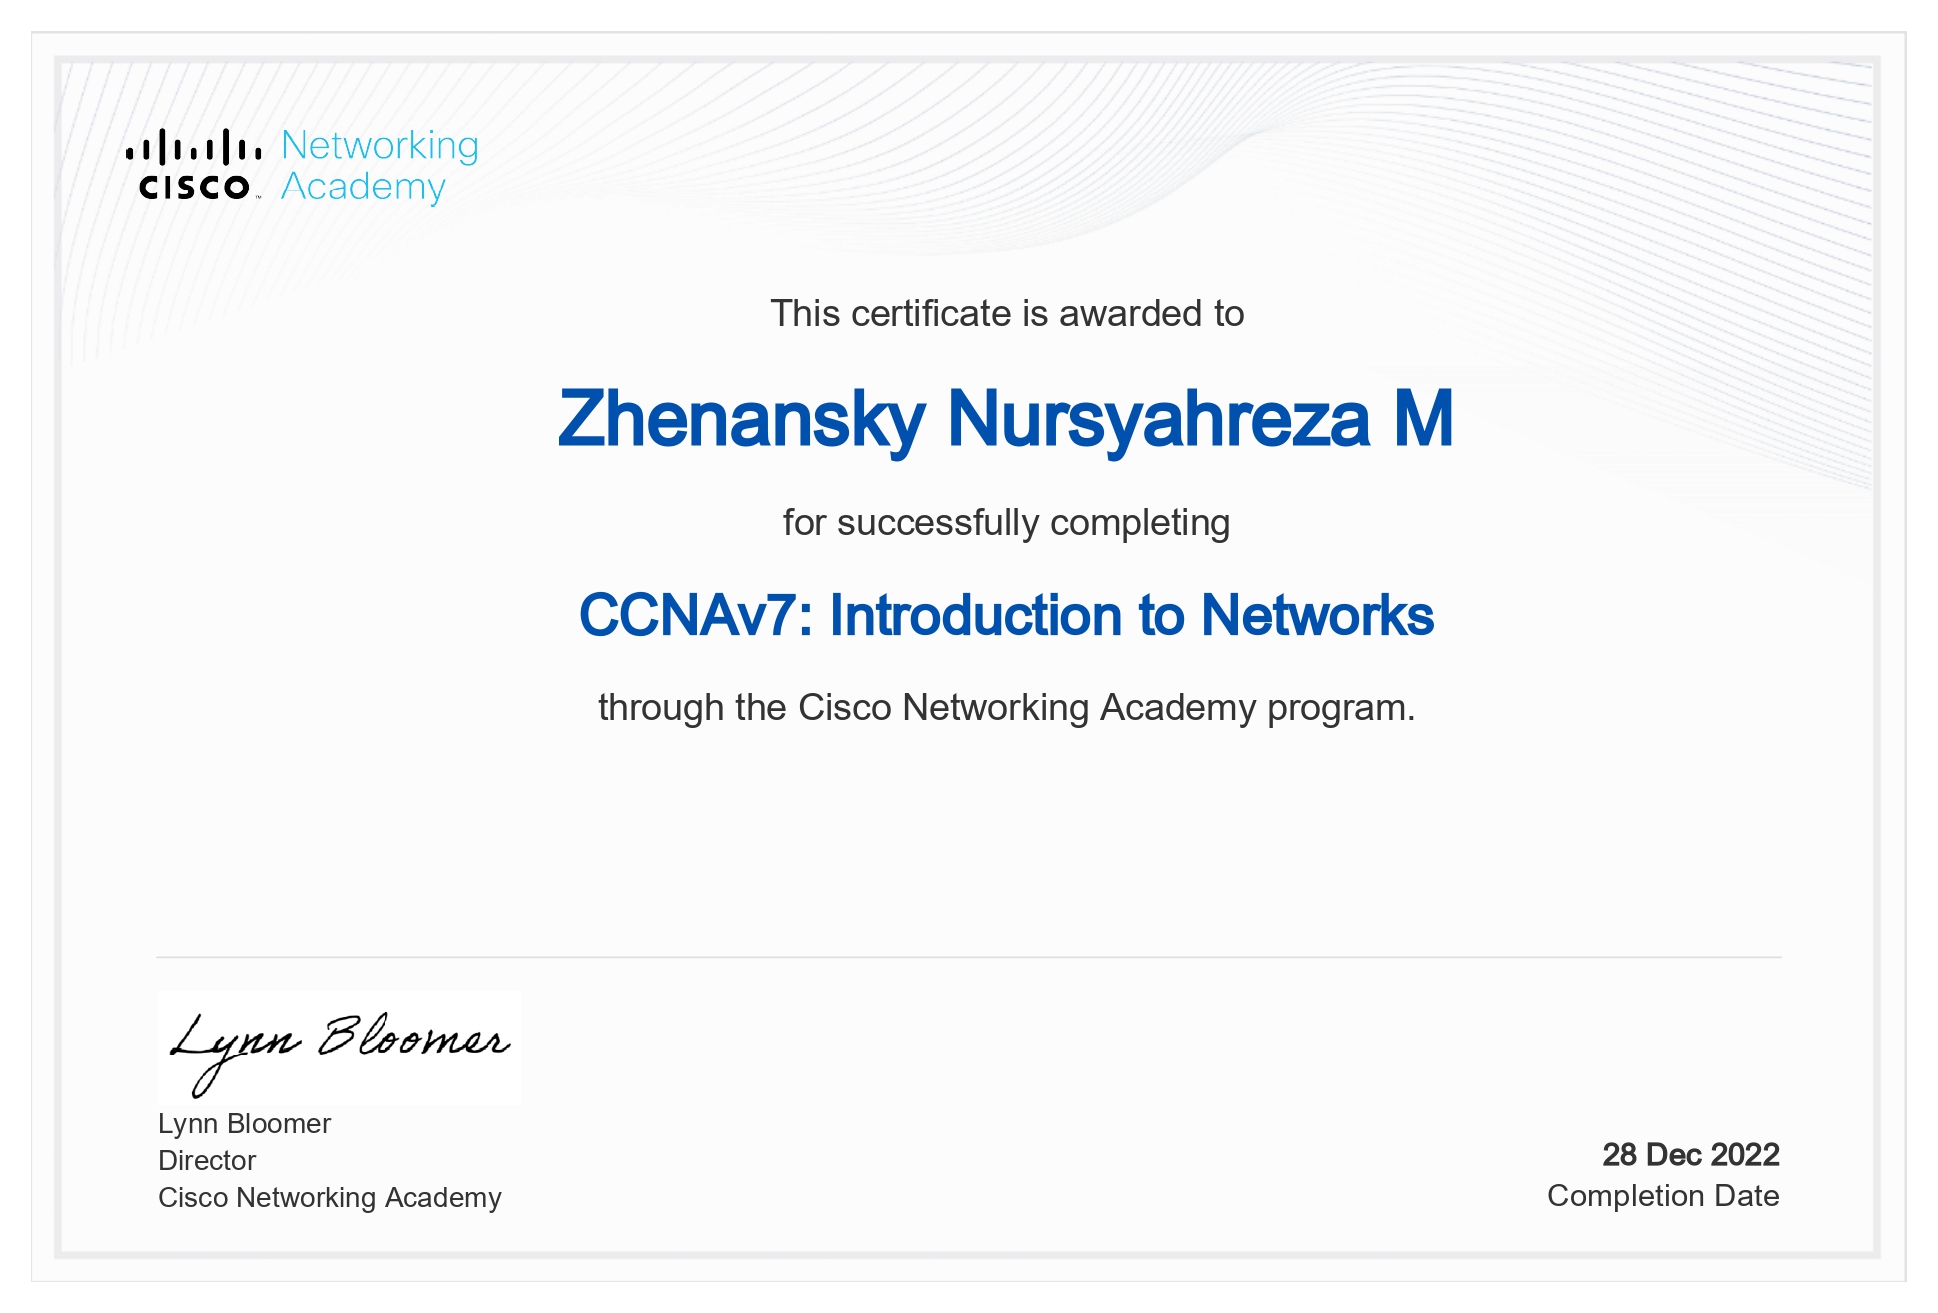 CISCO™ Networking
Academy
This certificate is awarded to
Zhenansky Nursyahreza M
for successfully completing
CCNAv7: Introduction to Networks
through the Cisco Networking Academy program.
Lynn Bloomer
Lynn Bloomer
Director
Cisco Networking Academy
28 Dec 2022
Completion Date